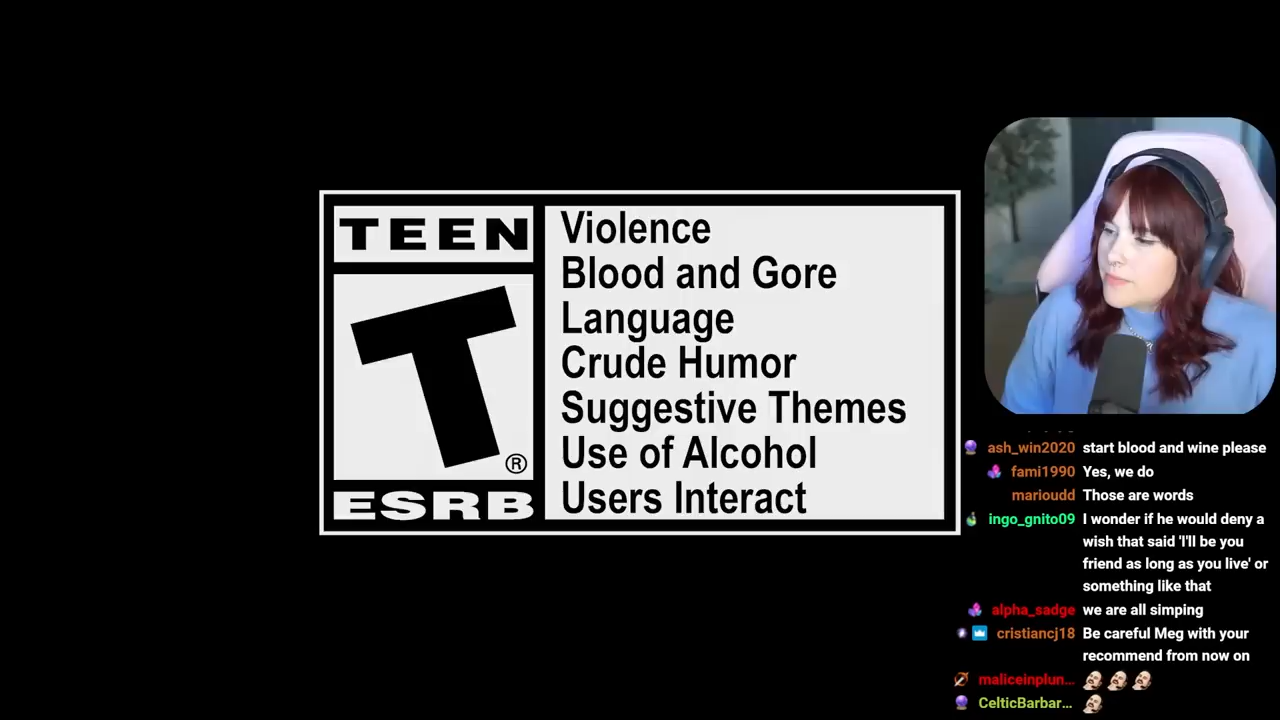 TEEN
T®
ESRB
Violence
Blood and Gore
Language
Crude Humor
Suggestive Themes
Use of Alcohol
Users Interact
ash_win2020 start blood and wine please
fami1990 Yes, we do
marioudd Those are words
ingo_gnito09 I wonder if he would deny a
wish that said 'I'll be you
friend as long as you live' or
something like that
alpha_sadge we are all simping
cristiancj18 Be careful Meg with your
recommend from now on
maliceinplun...
CelticBarbar...